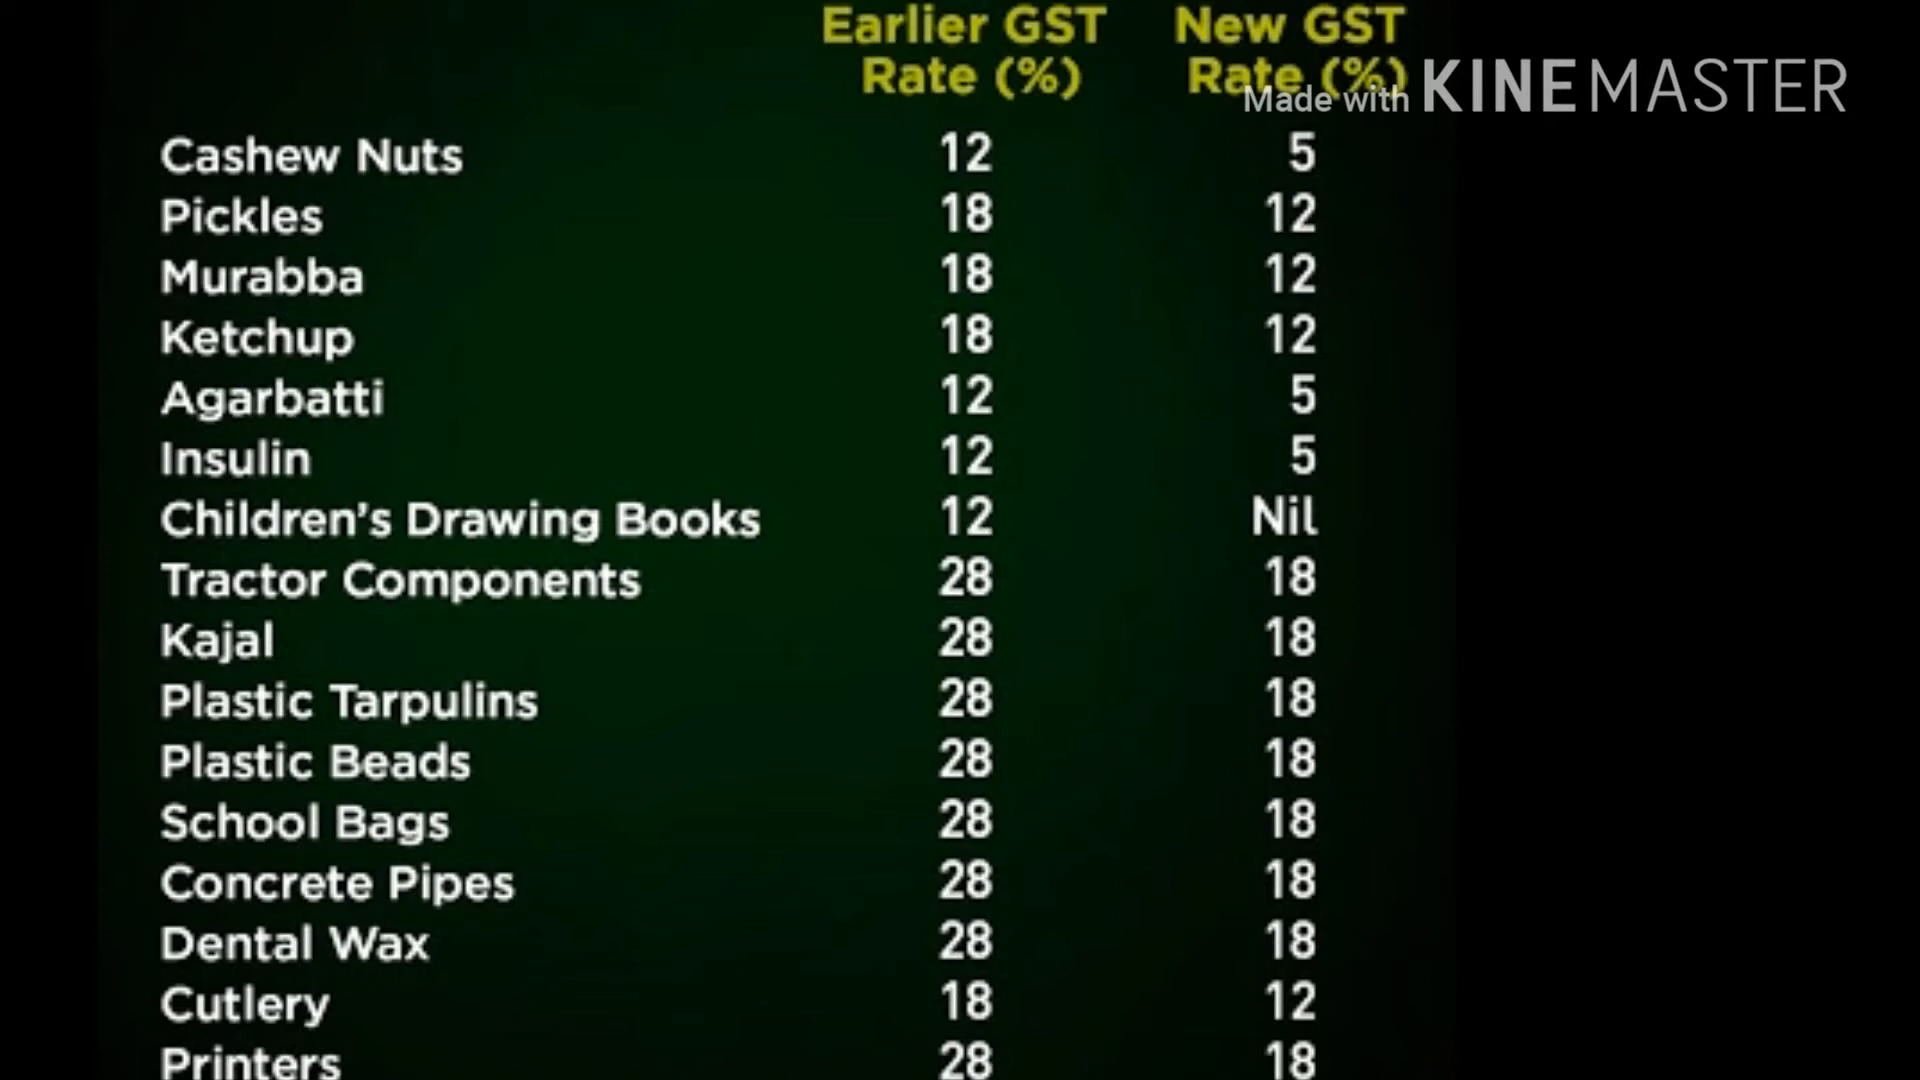 Earlier GST New GST
Rate (%) Rate (%)
Made with KINEMASTER
Cashew Nuts 12 5
Pickles 18 12
Murabba 18 12
Ketchup 18 12
Agarbatti 12 5
Insulin 12 5
Children's Drawing Books 12 Nil
Tractor Components 28 18
Kajal 28 18
Plastic Tarpulins 28 18
Plastic Beads 28 18
School Bags 28 18
Concrete Pipes 28 18
Dental Wax 28 18
Cutlery 18 12
Printers 28 18